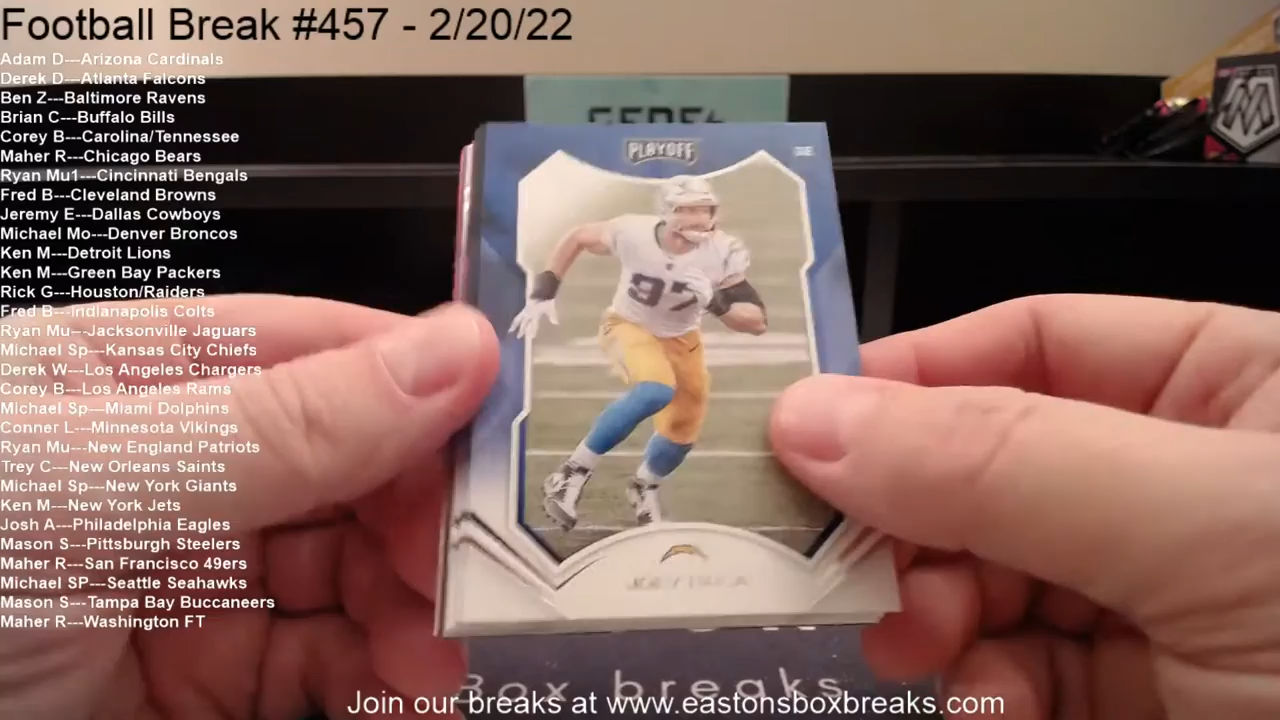 Football Break #457 - 2/20/22
Adam D---Arizona Cardinals
Derek D---Atlanta Falcons
Ben Z---Baltimore Ravens
Brian C---Buffalo Bills
Corey B---Carolina/Tennessee
Maher R---Chicago Bears
Ryan Mu1---Cincinnati Bengals
Fred B---Cleveland Browns
Jeremy E---Dallas Cowboys
Michael Mo---Denver Broncos
Ken M---Detroit Lions
Ken M---Green Bay Packers
Rick G---Houston/Raiders
Fred B---Indianapolis Colts
Ryan Mu---Jacksonville Jaguars
Michael Sp---Kansas City Chiefs
Derek W---Los Angeles Chargers
Corey B---Los Angeles Rams
Michael Sp---Miami Dolphins
Conner L---Minnesota Vikings
Ryan Mu---New England Patriots
Trey C---New Orleans Saints
Michael Sp---New York Giants
Ken M---New York Jets
Josh A---Philadelphia Eagles
Mason S---Pittsburgh Steelers
Maher R---San Francisco 49ers
Michael SP---Seattle Seahawks
Mason S---Tampa Bay Buccaneers
Maher R---Washington FT
PLAYOFF
97
Box breaks
Join our breaks at www.eastonsboxbreaks.com